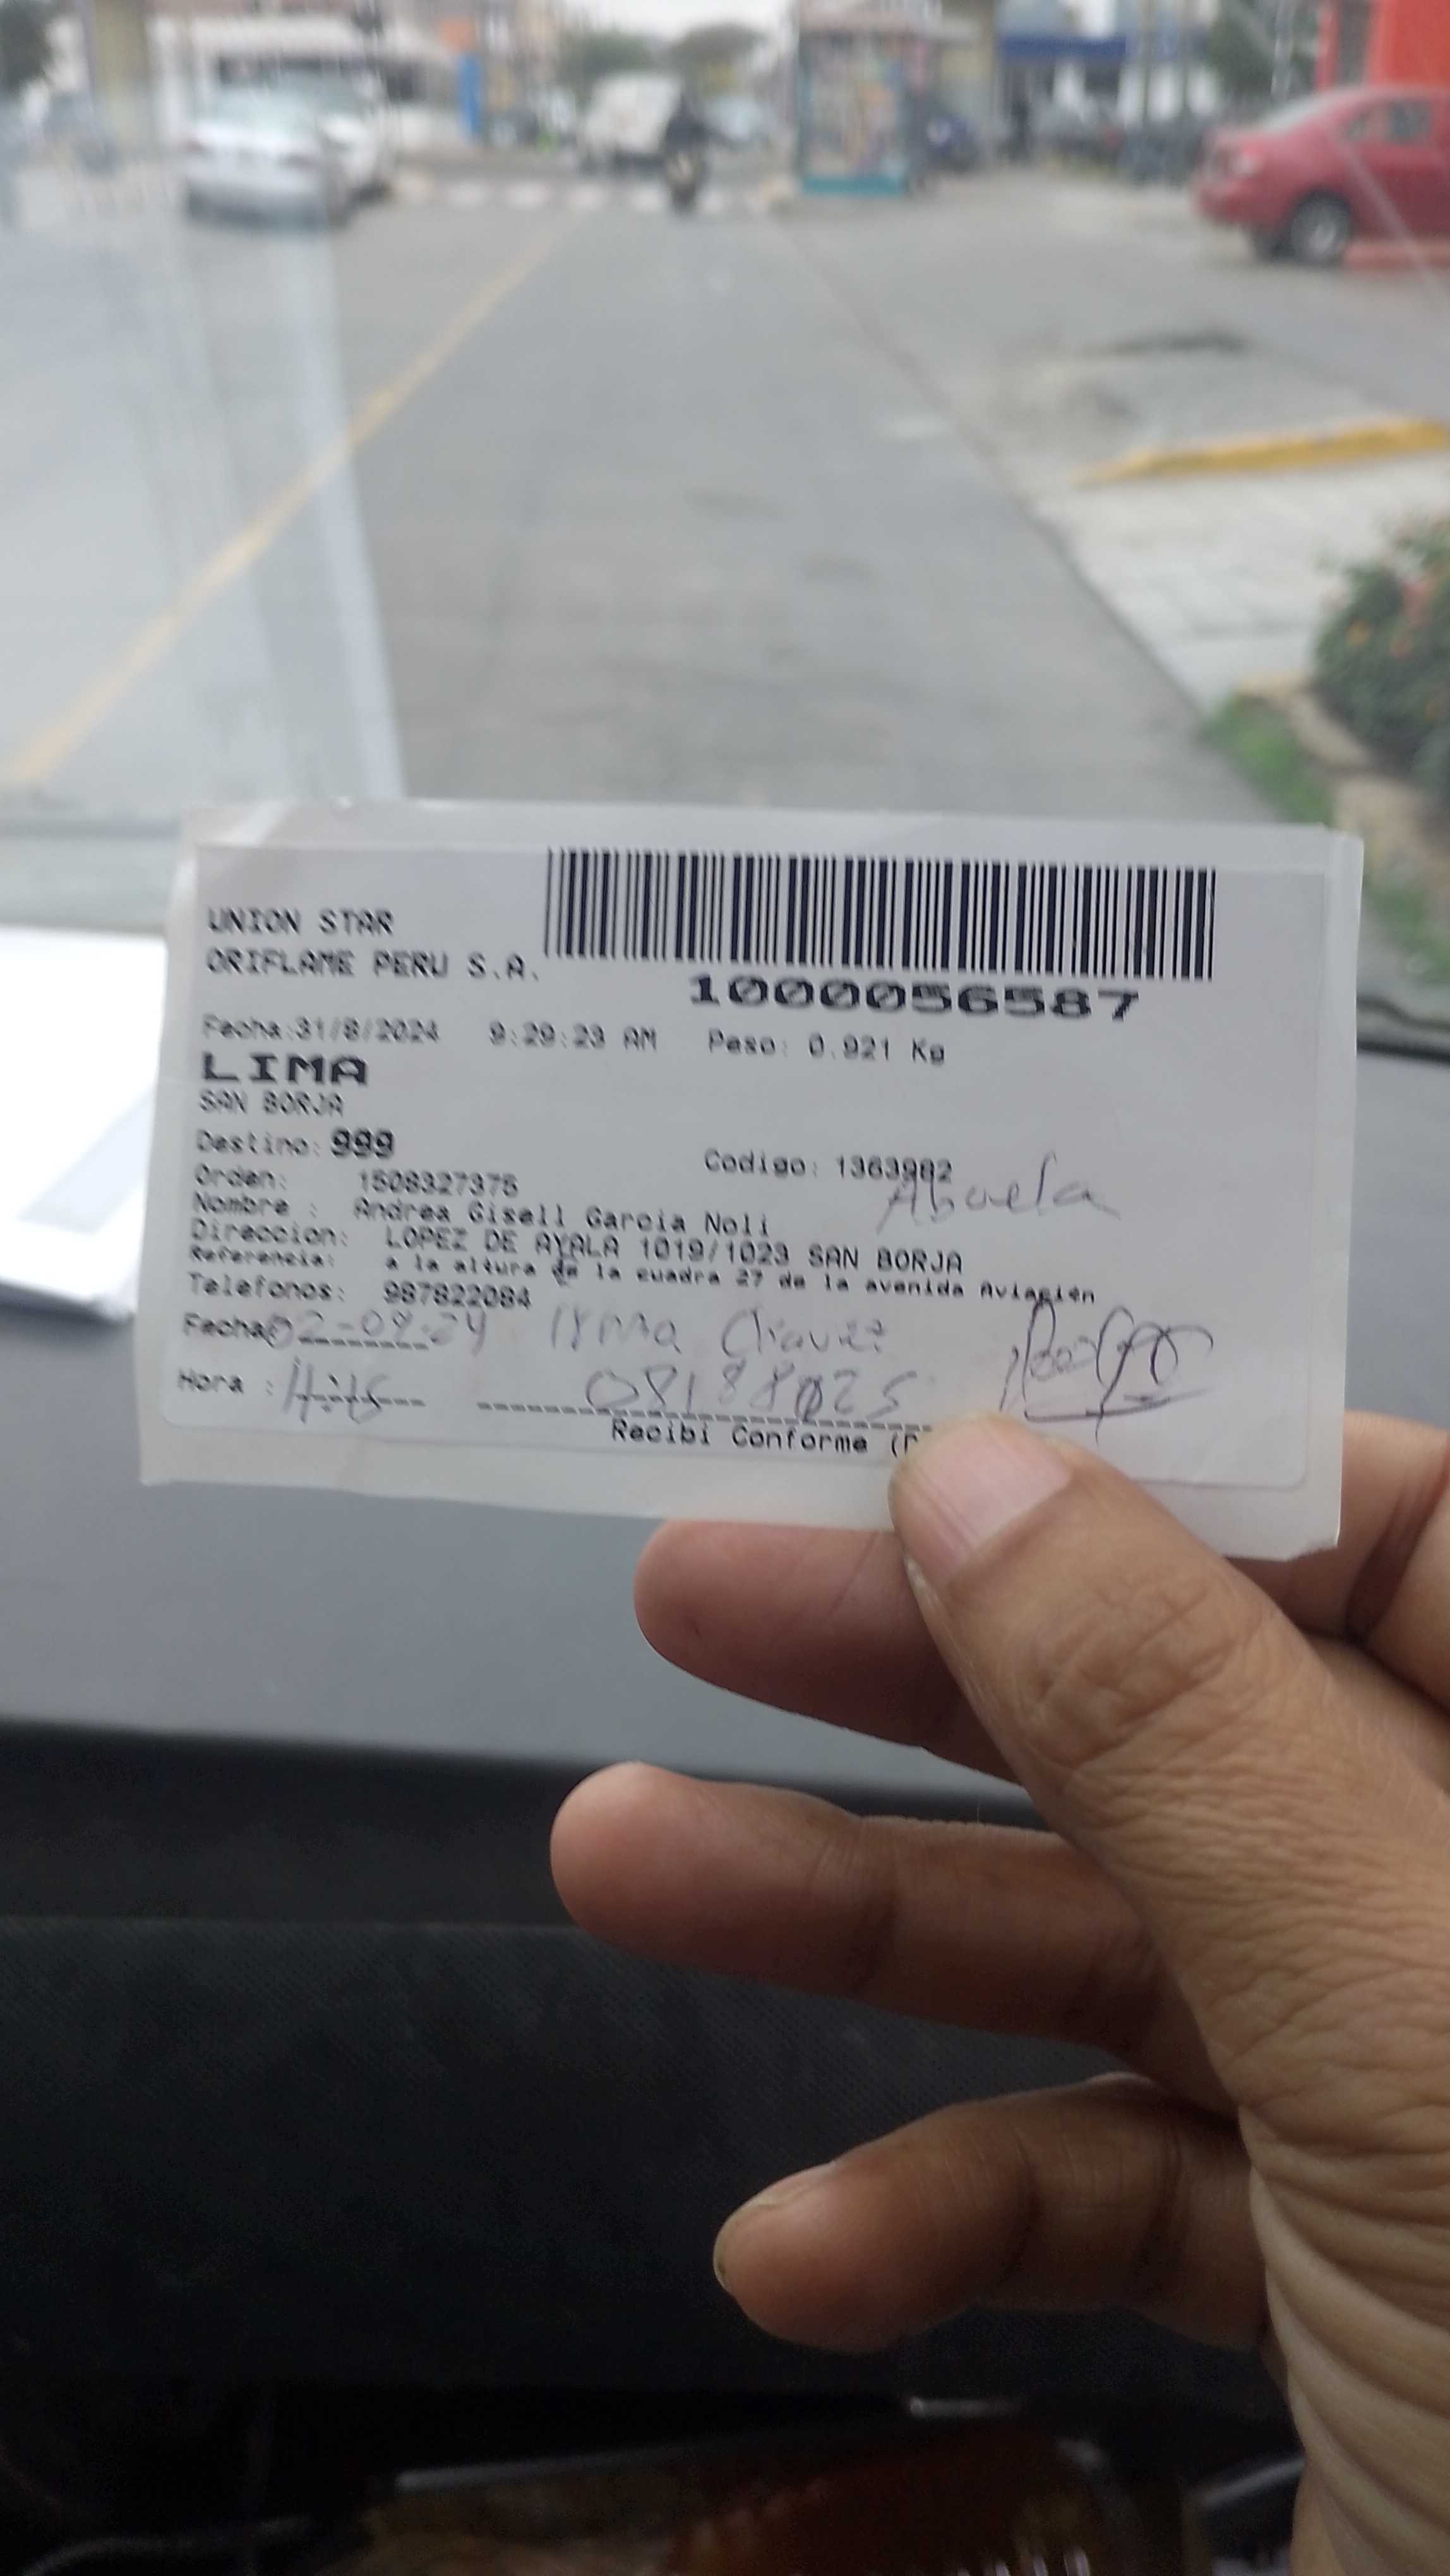 UNION STAR
ORIFLAME PERU S.A.
1000056587
Fecha:31/8/2024 9:29:23 AM Peso: 0.921 Kg
LIMA
SAN BORJA
Destino: 999
Codigo: 1363982
Orden: 1508327375
Abuela
Nombre : Andrea Gisell Garcia Noli
Direccion: LOPEZ DE AYALA 1019/1023 SAN BORJA
Referencia: a la altura de la cuadra 27 de la avenida Aviación
Telefonos: 987822084
Fecha 02-09-24 Irma Chavez
Hora : 08188025
Recibi Conforme (